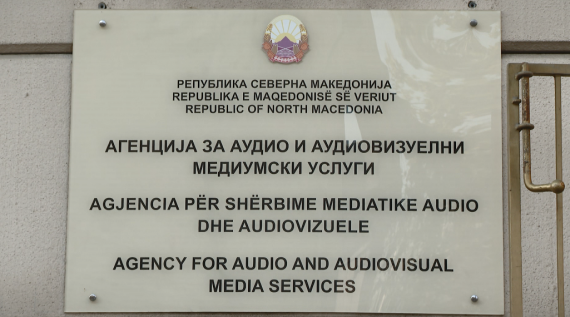 РЕПУБЛИКА СЕВЕРНА МАКЕДОНИЈА
REPUBLIKA E MAQEDONISË SË VERIUT
REPUBLIC OF NORTH MACEDONIA
АГЕНЦИЈА ЗА АУДИО И АУДИОВИЗУЕЛНИ
МЕДИУМСКИ УСЛУГИ
AGJENCIA PËR SHËRBIME MEDIATIKE AUDIO
DHE AUDIOVIZUELE
AGENCY FOR AUDIO AND AUDIOVISUAL
MEDIA SERVICES